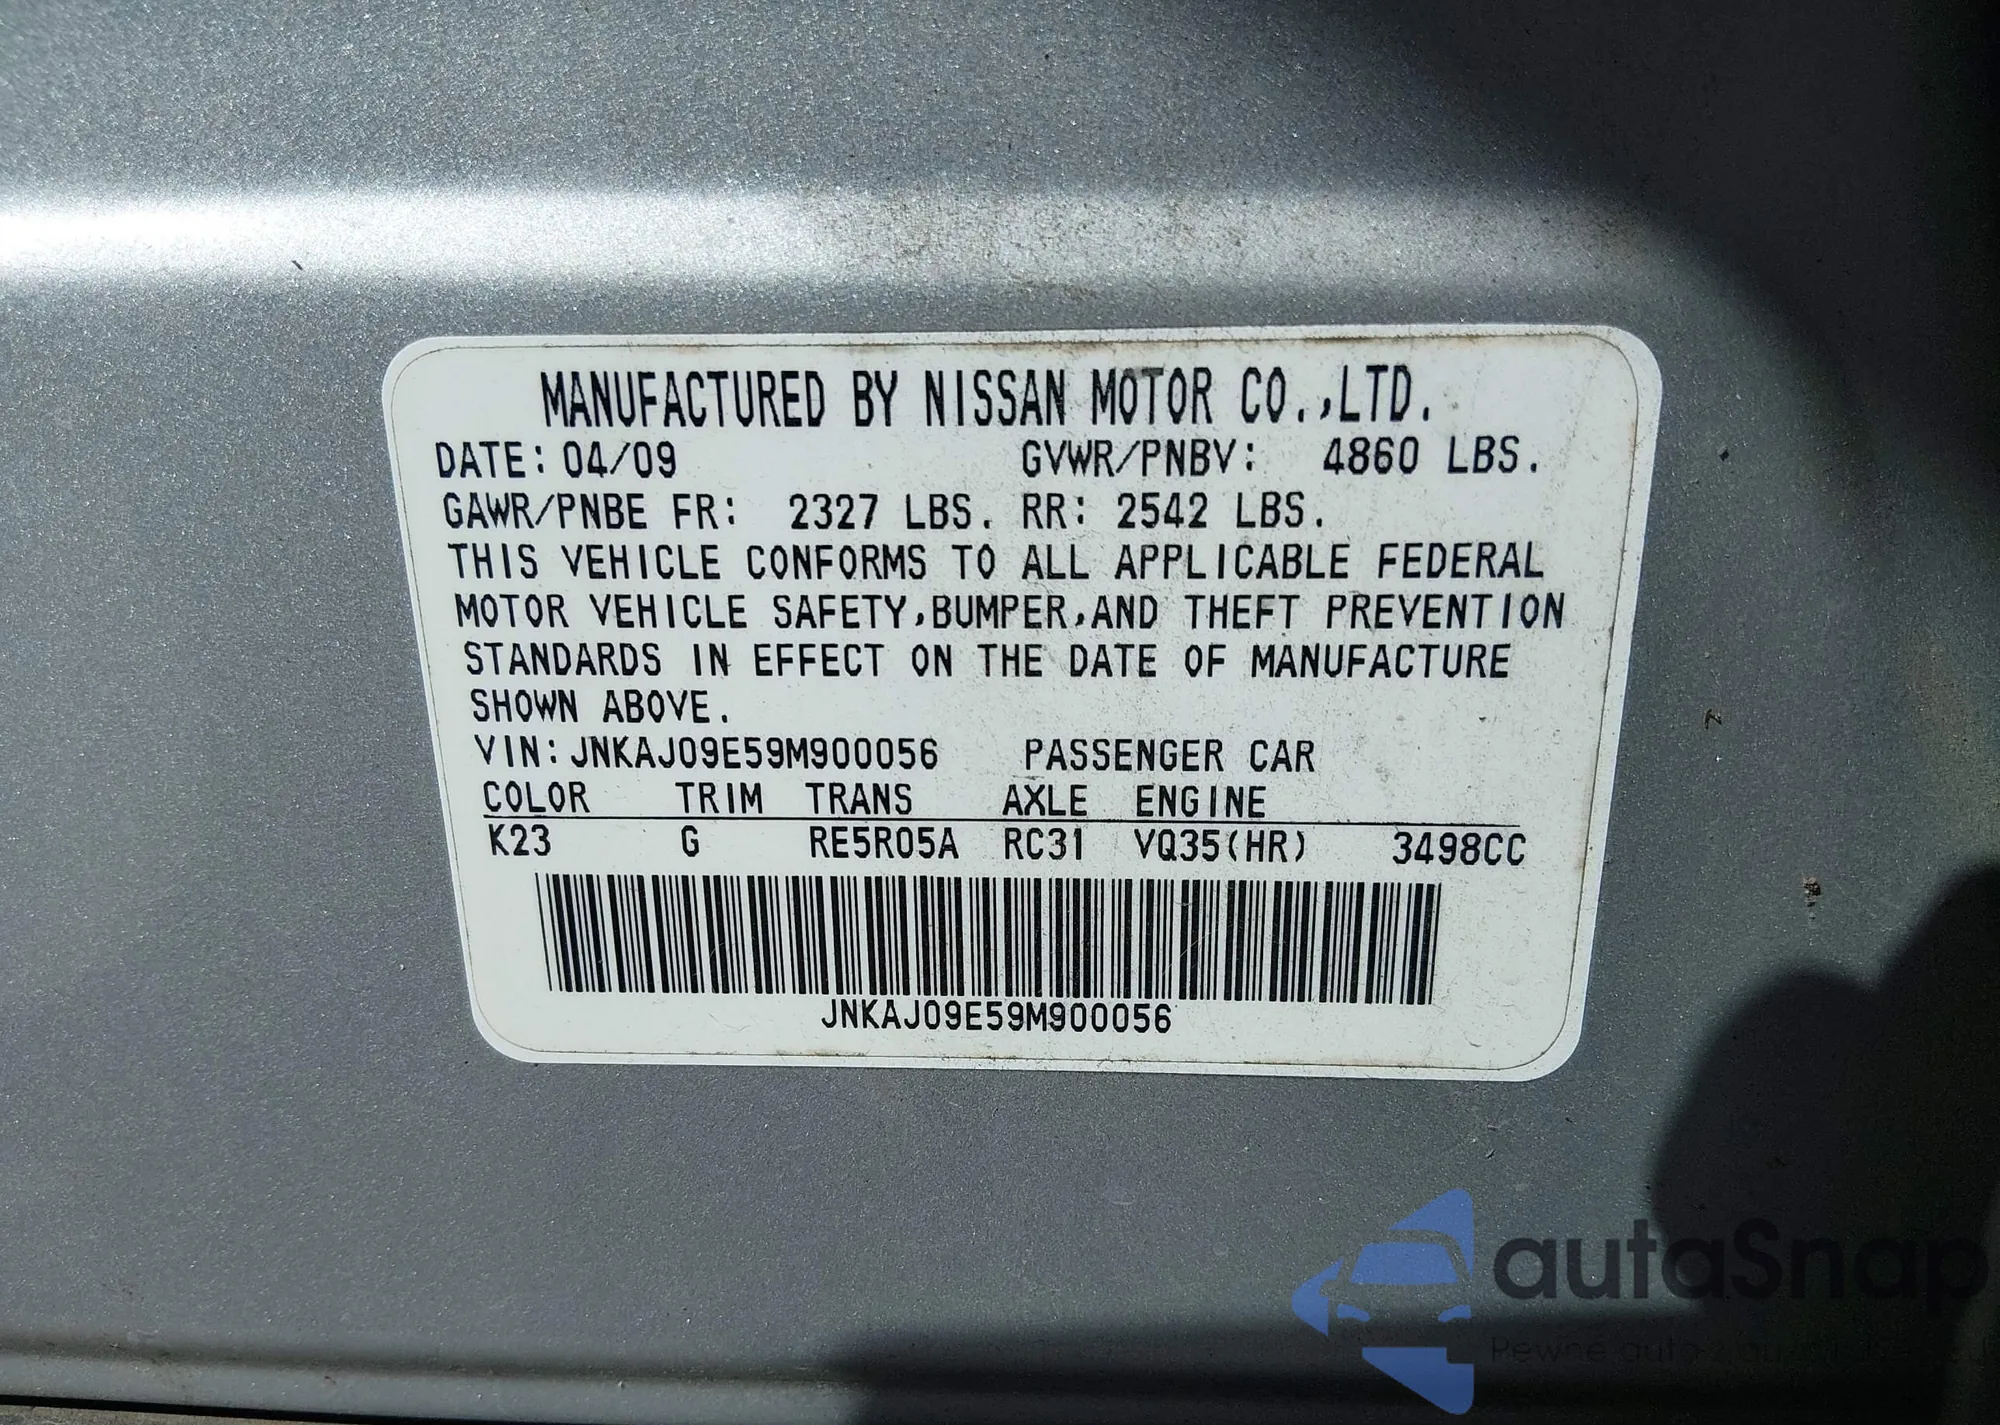 MANUFACTURED BY NISSAN MOTOR CO.,LTD.
DATE: 04/09 GVWR/PNBV: 4860 LBS.
GAWR/PNBE FR: 2327 LBS. RR: 2542 LBS.
THIS VEHICLE CONFORMS TO ALL APPLICABLE FEDERAL
MOTOR VEHICLE SAFETY,BUMPER,AND THEFT PREVENTION
STANDARDS IN EFFECT ON THE DATE OF MANUFACTURE
SHOWN ABOVE.
VIN:JNKAJ09E59M900056 PASSENGER CAR
COLOR TRIM TRANS AXLE ENGINE
K23 G RE5R05A RC31 VQ35(HR) 3498CC
JNKAJ09E59M900056
autaSnap
Pewne auto z